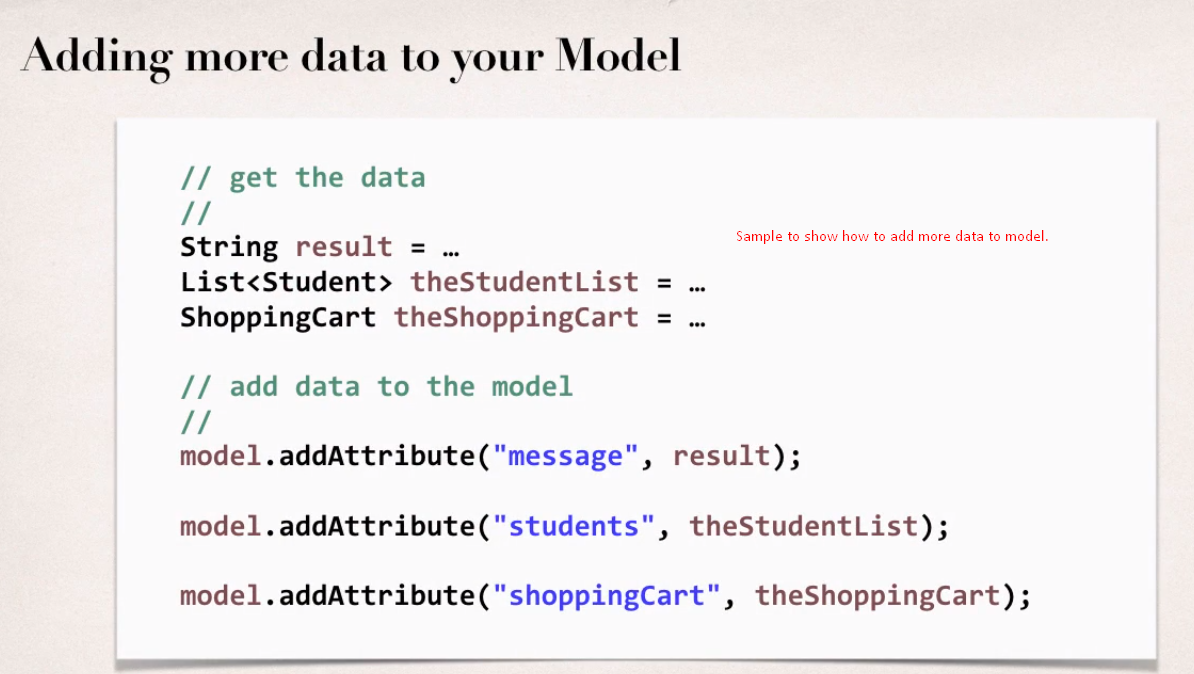 Adding more data to your Model
// get the data
//
String result = …
Sample to show how to add more data to model.
List<Student> theStudentList = …
ShoppingCart theShoppingCart = …
// add data to the model
//
model.addAttribute("message", result);
model.addAttribute("students", theStudentList);
model.addAttribute("shoppingCart", theShoppingCart);